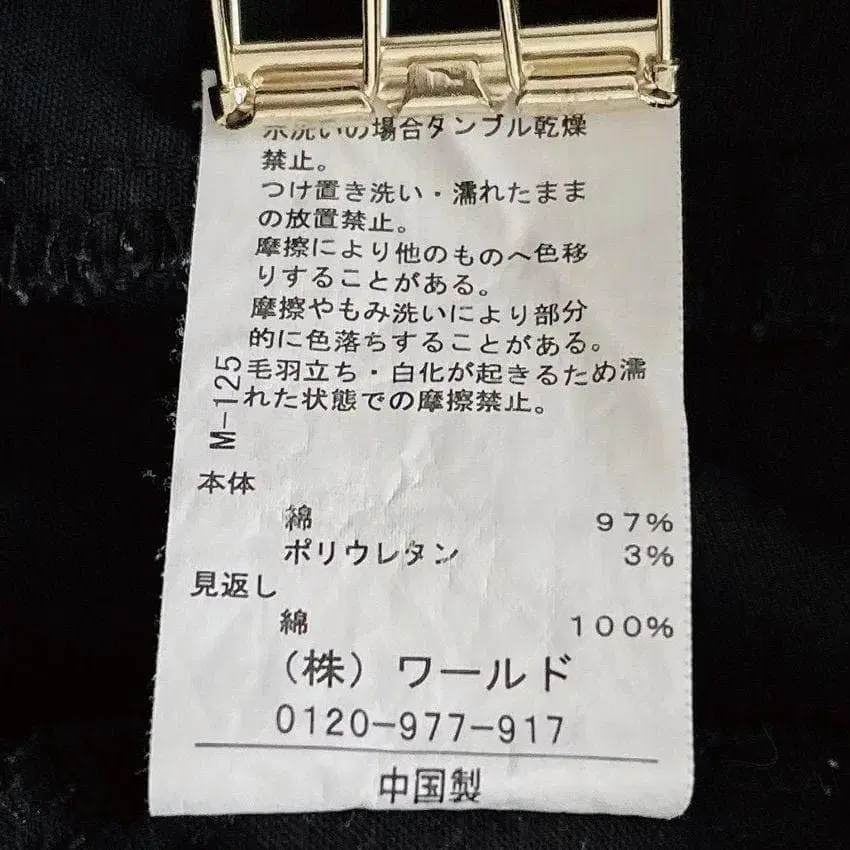 水洗いの場合タンブル乾燥
禁止。
つけ置き洗い・濡れたまま
の放置禁止。
摩擦により他のものへ色移
りすることがある。
摩擦やもみ洗いにより部分
的に色落ちすることがある。
毛羽立ち・白化が起きるため濡
れた状態での摩擦禁止。
M-125
本体
綿 97%
ポリウレタン 3%
見返し
綿 100%
(株) ワールド
0120-977-917
中国製